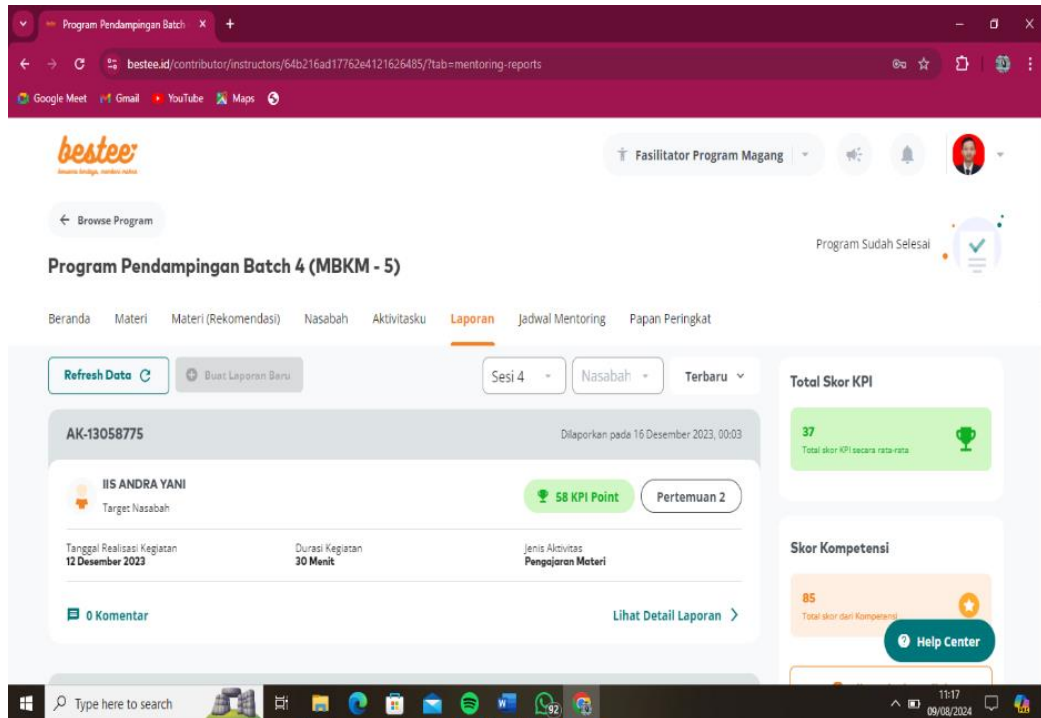 Program Pendampingan Batch
bestee.id/contributor/instructors/64b216ad17762e4121626485/?tab=mentoring-reports
Google Meet Gmail YouTube Maps
bestee
Fasilitator Program Magang
Browse Program
Program Sudah Selesai
Program Pendampingan Batch 4 (MBKM - 5)
Beranda Materi Materi (Rekomendasi) Nasabah Aktivitasku Laporan Jadwal Mentoring Papan Peringkat
Refresh Data Buat Laporan Baru Sesi 4 Nasabah Terbaru
Total Skor KPI
AK-13058775 Dilaporkan pada 16 Desember 2023, 00:03
37
Total skor KPI secara rata-rata
IIS ANDRA YANI
Target Nasabah
58 KPI Point Pertemuan 2
Tanggal Realisasi Kegiatan Durasi Kegiatan Jenis Aktivitas
12 Desember 2023 30 Menit Pengajaran Materi
Skor Kompetensi
85
Total skor dari Kompetensi
0 Komentar Lihat Detail Laporan
Help Center
Type here to search
92
11:17
09/08/2024